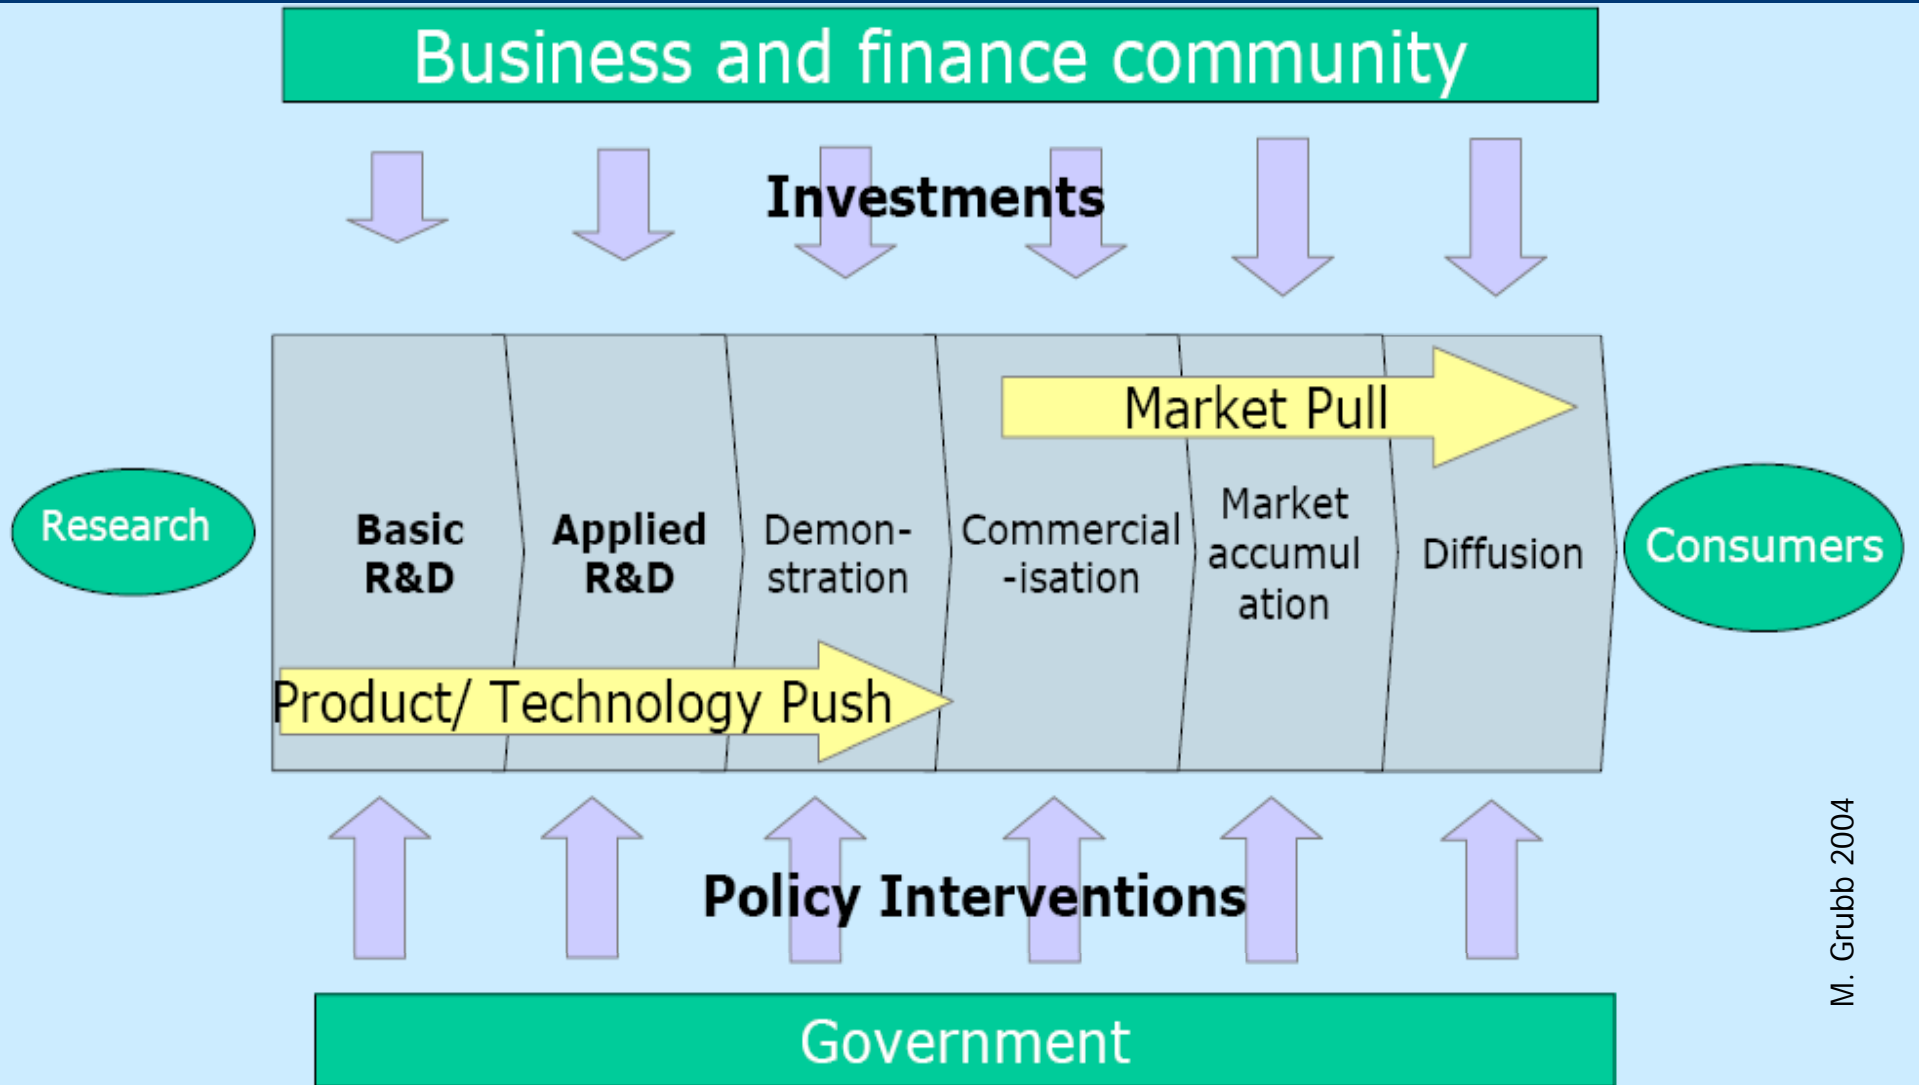 Business and finance community
Investments
Market Pull
Research
Basic
R&D
Applied
R&D
Demon-
stration
Commercial
-isation
Market
accumul
ation
Diffusion
Consumers
Product/ Technology Push
Policy Interventions
M. Grubb 2004
Government